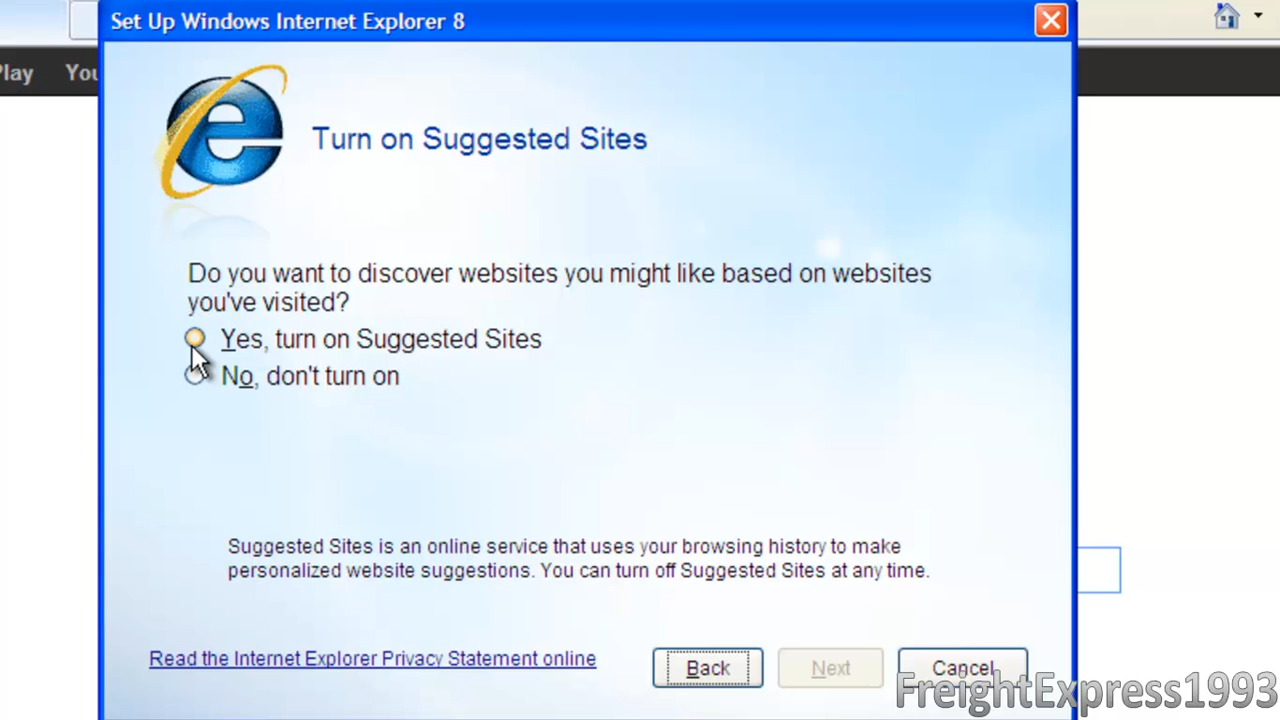 Set Up Windows Internet Explorer 8
Play You
Turn on Suggested Sites
Do you want to discover websites you might like based on websites
you've visited?
Yes, turn on Suggested Sites
No, don't turn on
Suggested Sites is an online service that uses your browsing history to make
personalized website suggestions. You can turn off Suggested Sites at any time.
Read the Internet Explorer Privacy Statement online
Back Next Cancel
FreightExpress1993